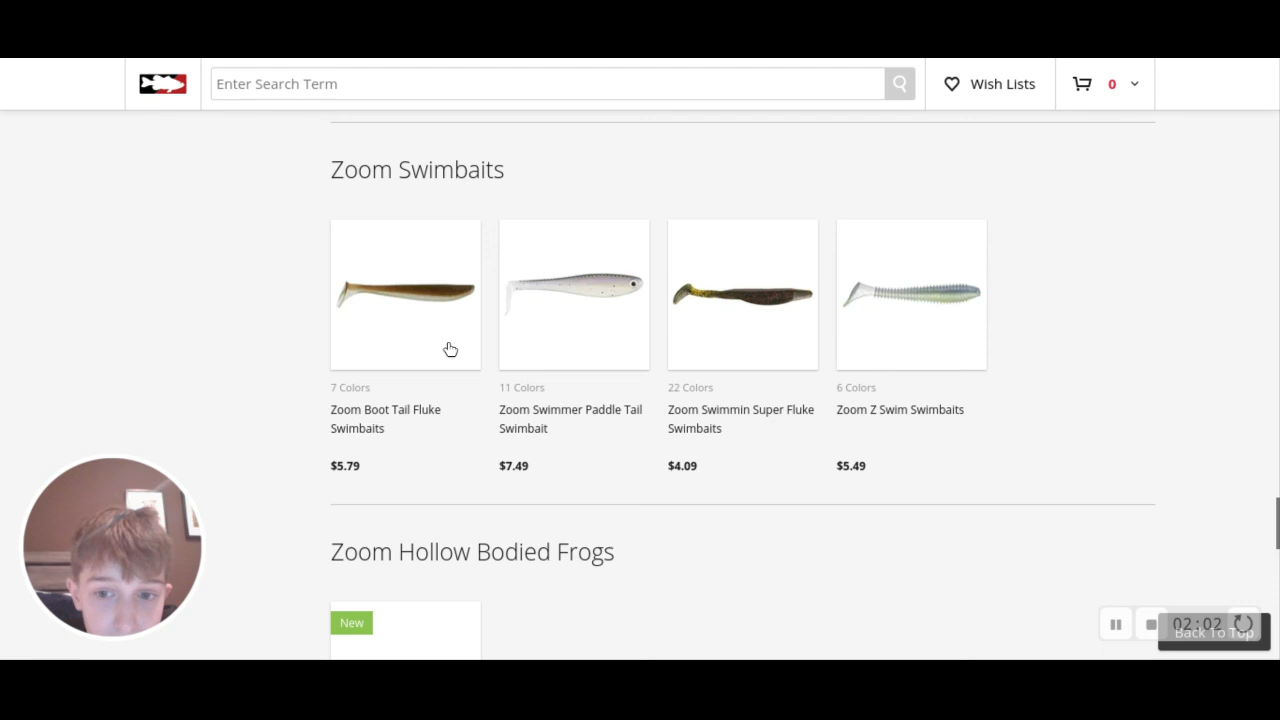 Enter Search Term
Wish Lists
0
Zoom Swimbaits
7 Colors
Zoom Boot Tail Fluke
Swimbaits
$5.79
11 Colors
Zoom Swimmer Paddle Tail
Swimbait
$7.49
22 Colors
Zoom Swimmin Super Fluke
Swimbaits
$4.09
6 Colors
Zoom Z Swim Swimbaits
$5.49
Zoom Hollow Bodied Frogs
New
02:02
Back To Top